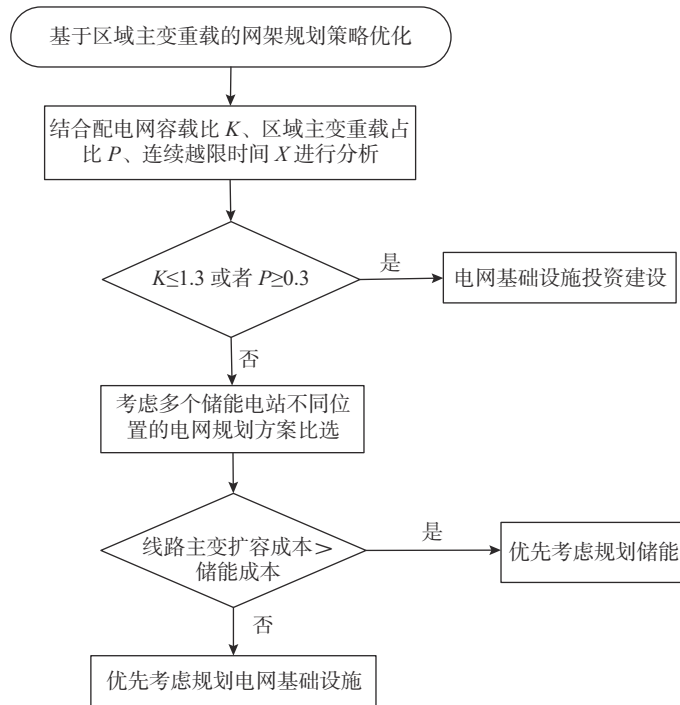 基于区域主变重载的网架规划策略优化
结合配电网容载比 K、区域主变重载占
比 P、连续越限时间 X 进行分析
K≤1.3 或者 P≥0.3
是
电网基础设施投资建设
否
考虑多个储能电站不同位
置的电网规划方案比选
线路主变扩容成本＞
储能成本
是
优先考虑规划储能
否
优先考虑规划电网基础设施